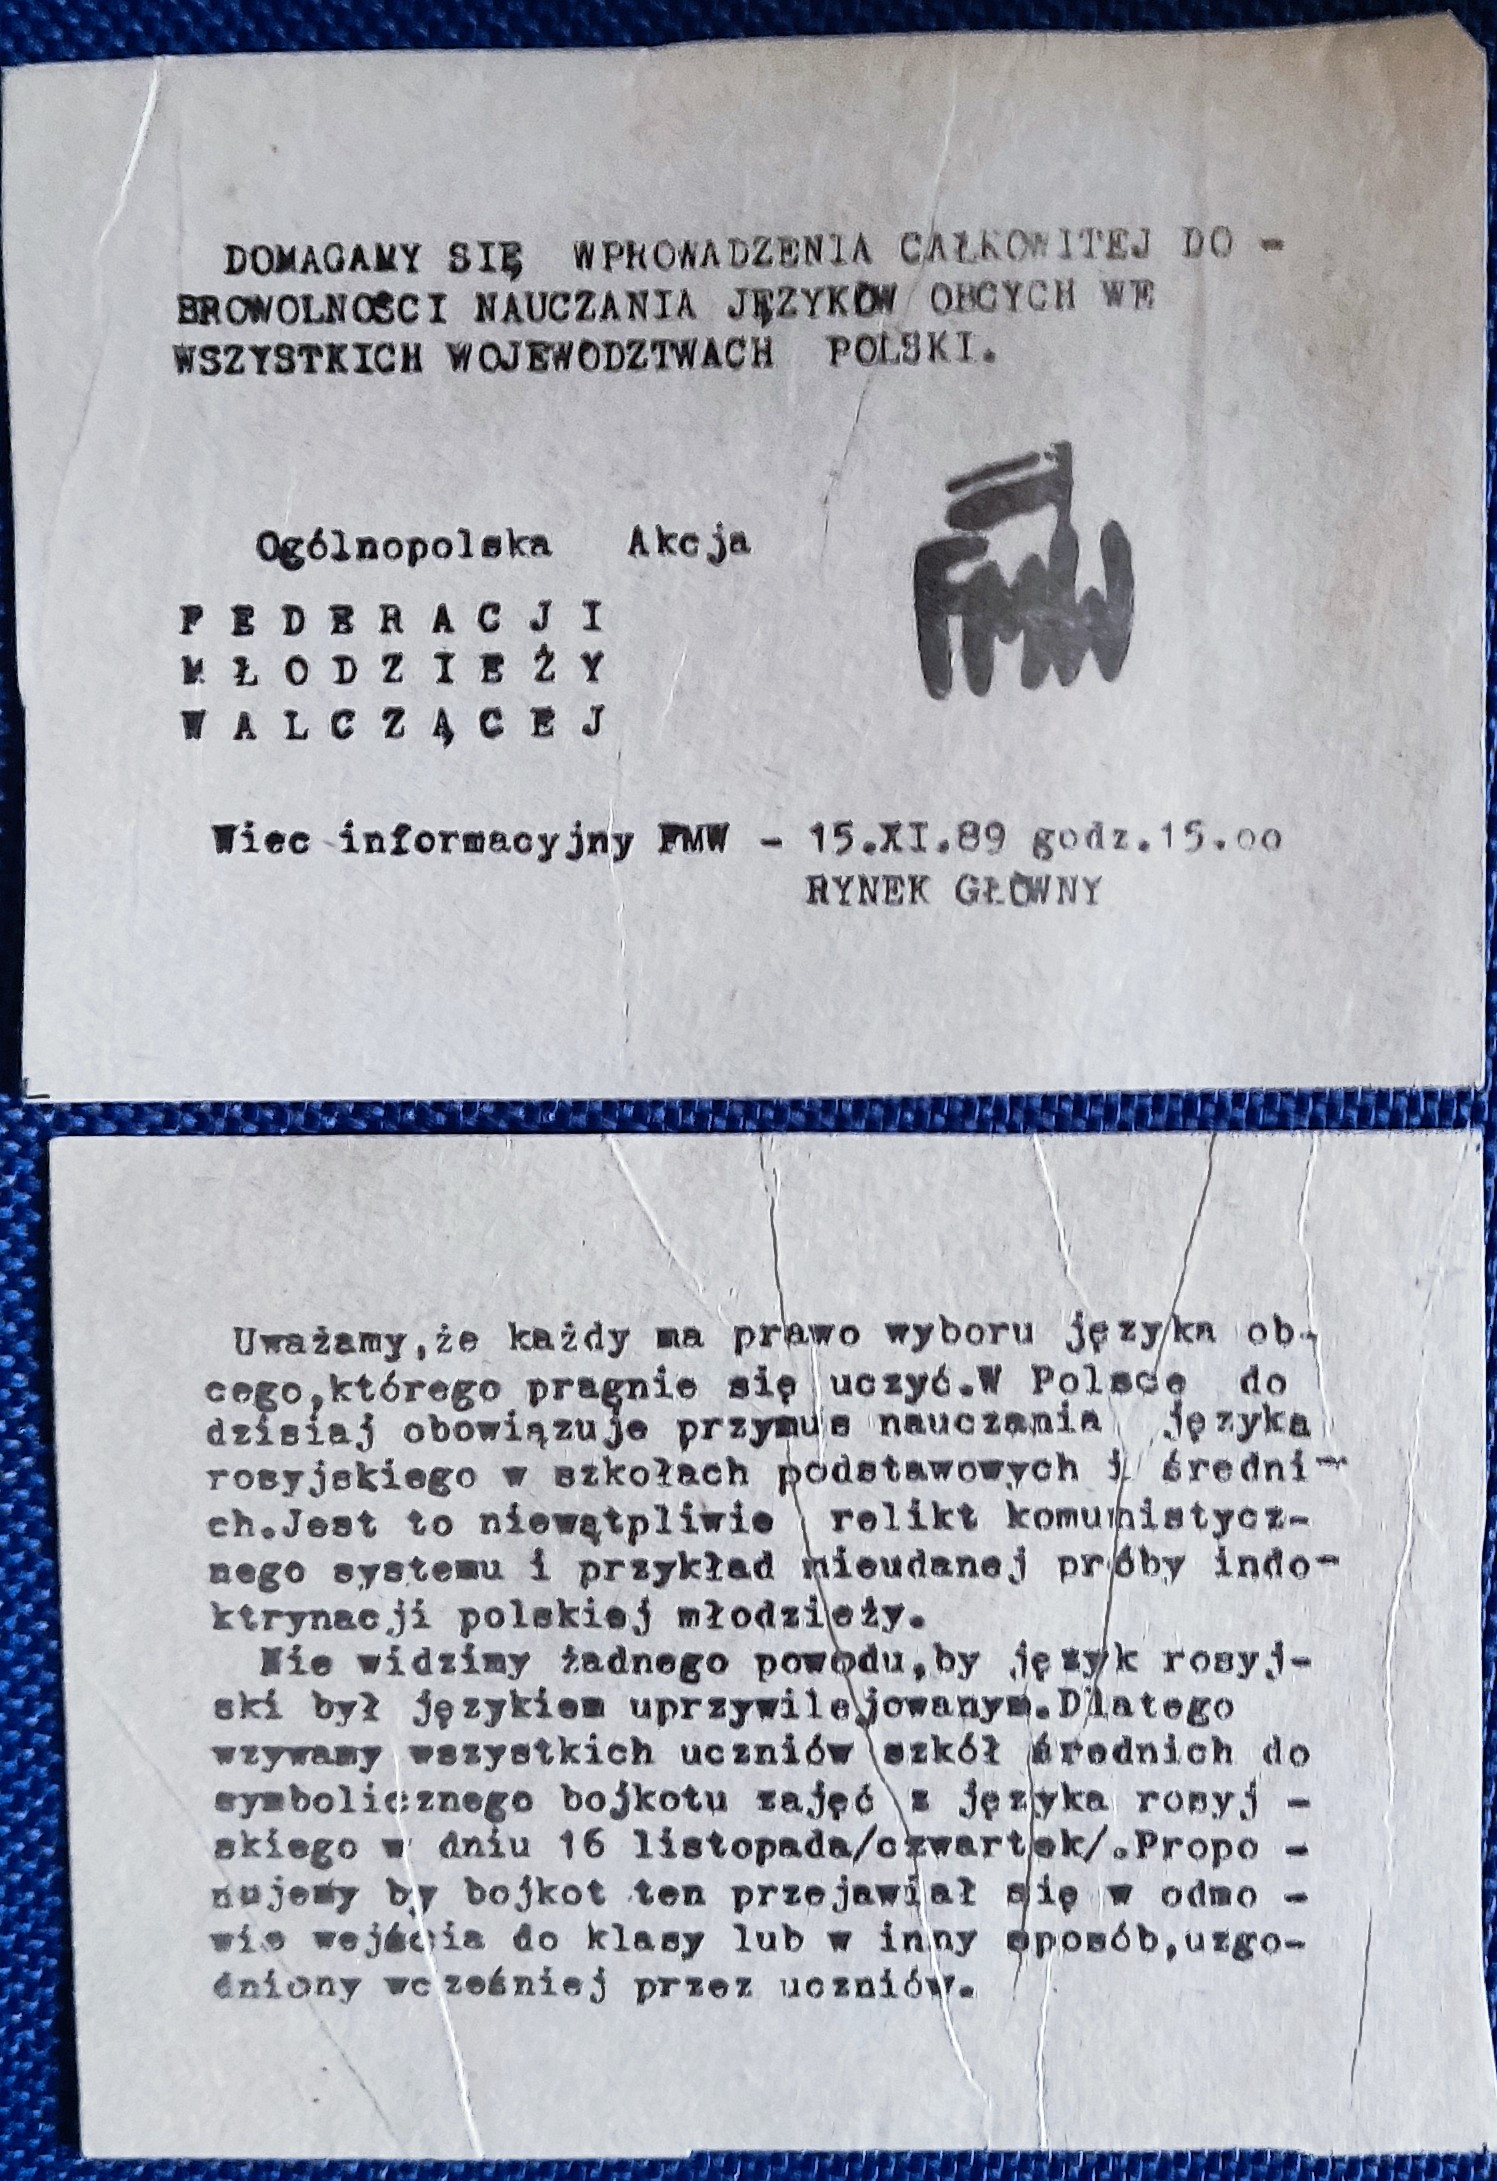 DOMAGAMY SIĘ WPROWADZENIA CAŁKOWITEJ DO -
BROWOLNOŚCI NAUCZANIA JĘZYKÓW OBCYCH WE
WSZYSTKICH WOJEWODZTWACH POLSKI.
Ogólnopolska Akcja
FEDERACJI
MŁODZIEŻY
WALCZĄCEJ
FMW
Wiec informacyjny FMW - 15.XI.89 godz.15.oo
RYNEK GŁÓWNY
Uważamy,że każdy ma prawo wyboru języka ob-
cego,którego pragnie się uczyć.W Polsce do
dzisiaj obowiązuje przymus nauczania języka
rosyjskiego w szkołach podstawowych i średni-
ch.Jest to niewątpliwie relikt komunistycz-
nego systemu i przykład nieudanej próby indo-
ktrynacji polskiej młodzieży.
Nie widzimy żadnego powodu,by język rosyj-
ski był językiem uprzywilejowanym.Dlatego
wzywamy wszystkich uczniów szkół średnich do
symbolicznego bojkotu zajęć z języka rosyj -
skiego w dniu 16 listopada/czwartek/.Propo -
nujemy by bojkot ten przejawiał się w odmo -
wie wejścia do klasy lub w inny sposób,uzgo-
dniony wcześniej przez uczniów.